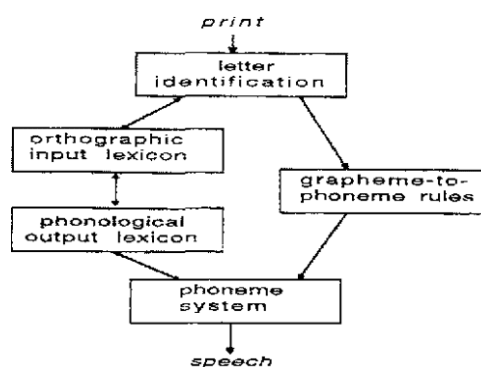 print
letter
identification
orthographic
input lexicon
grapheme-to-
phoneme rules
phonological
output lexicon
phoneme
system
speech